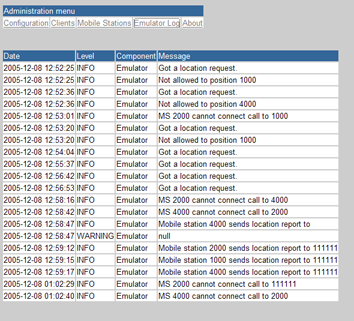 Administration menu
Configuration Clients Mobile Stations Emulator Log About
Date Level Component Message
2005-12-08 12:52:25 INFO Emulator Got a location request.
2005-12-08 12:52:25 INFO Emulator Not allowed to position 1000
2005-12-08 12:52:36 INFO Emulator Got a location request.
2005-12-08 12:52:36 INFO Emulator Not allowed to position 4000
2005-12-08 12:53:01 INFO Emulator MS 2000 cannot connect call to 1000
2005-12-08 12:53:20 INFO Emulator Got a location request.
2005-12-08 12:53:20 INFO Emulator Not allowed to position 1000
2005-12-08 12:54:04 INFO Emulator Got a location request.
2005-12-08 12:55:37 INFO Emulator Got a location request.
2005-12-08 12:56:42 INFO Emulator Got a location request.
2005-12-08 12:56:53 INFO Emulator Got a location request.
2005-12-08 12:58:16 INFO Emulator MS 2000 cannot connect call to 4000
2005-12-08 12:58:42 INFO Emulator MS 4000 cannot connect call to 2000
2005-12-08 12:58:47 INFO Emulator Mobile station 4000 sends location report to
2005-12-08 12:58:47 WARNING Emulator null
2005-12-08 12:59:12 INFO Emulator Mobile station 2000 sends location report to 111111
2005-12-08 12:59:15 INFO Emulator Mobile station 1000 sends location report to 111111
2005-12-08 12:59:17 INFO Emulator Mobile station 4000 sends location report to 111111
2005-12-08 01:02:29 INFO Emulator MS 2000 cannot connect call to 111111
2005-12-08 01:02:40 INFO Emulator MS 4000 cannot connect call to 2000